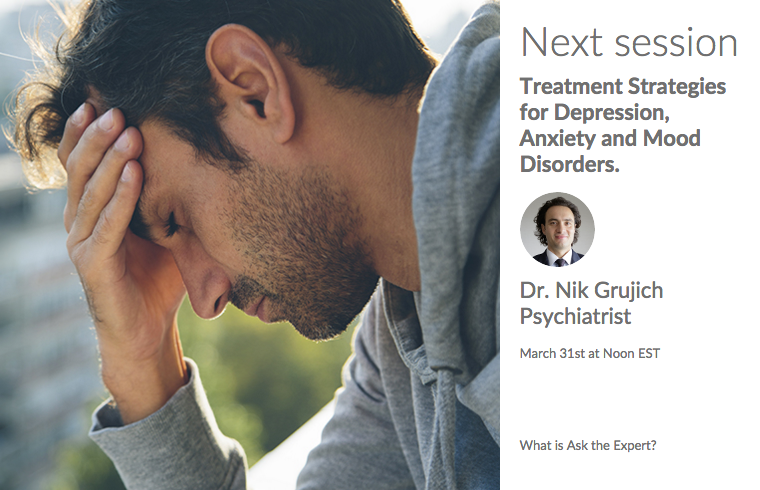 Next session
Treatment Strategies
for Depression,
Anxiety and Mood
Disorders.
Dr. Nik Grujich
Psychiatrist
March 31st at Noon EST
What is Ask the Expert?